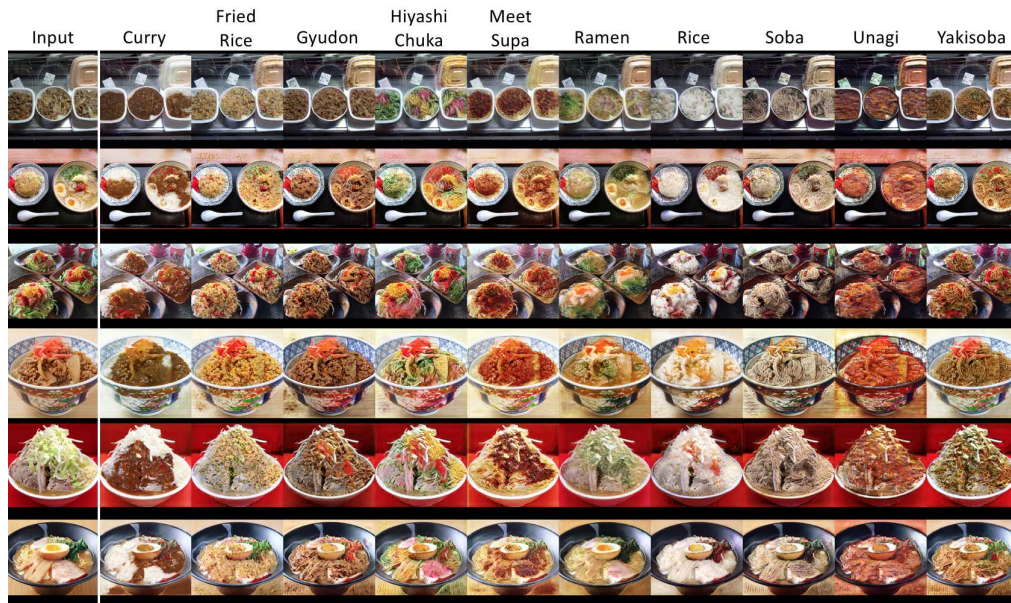 Input
Curry
Fried
Rice
Gyudon
Hiyashi
Chuka
Meet
Supa
Ramen
Rice
Soba
Unagi
Yakisoba